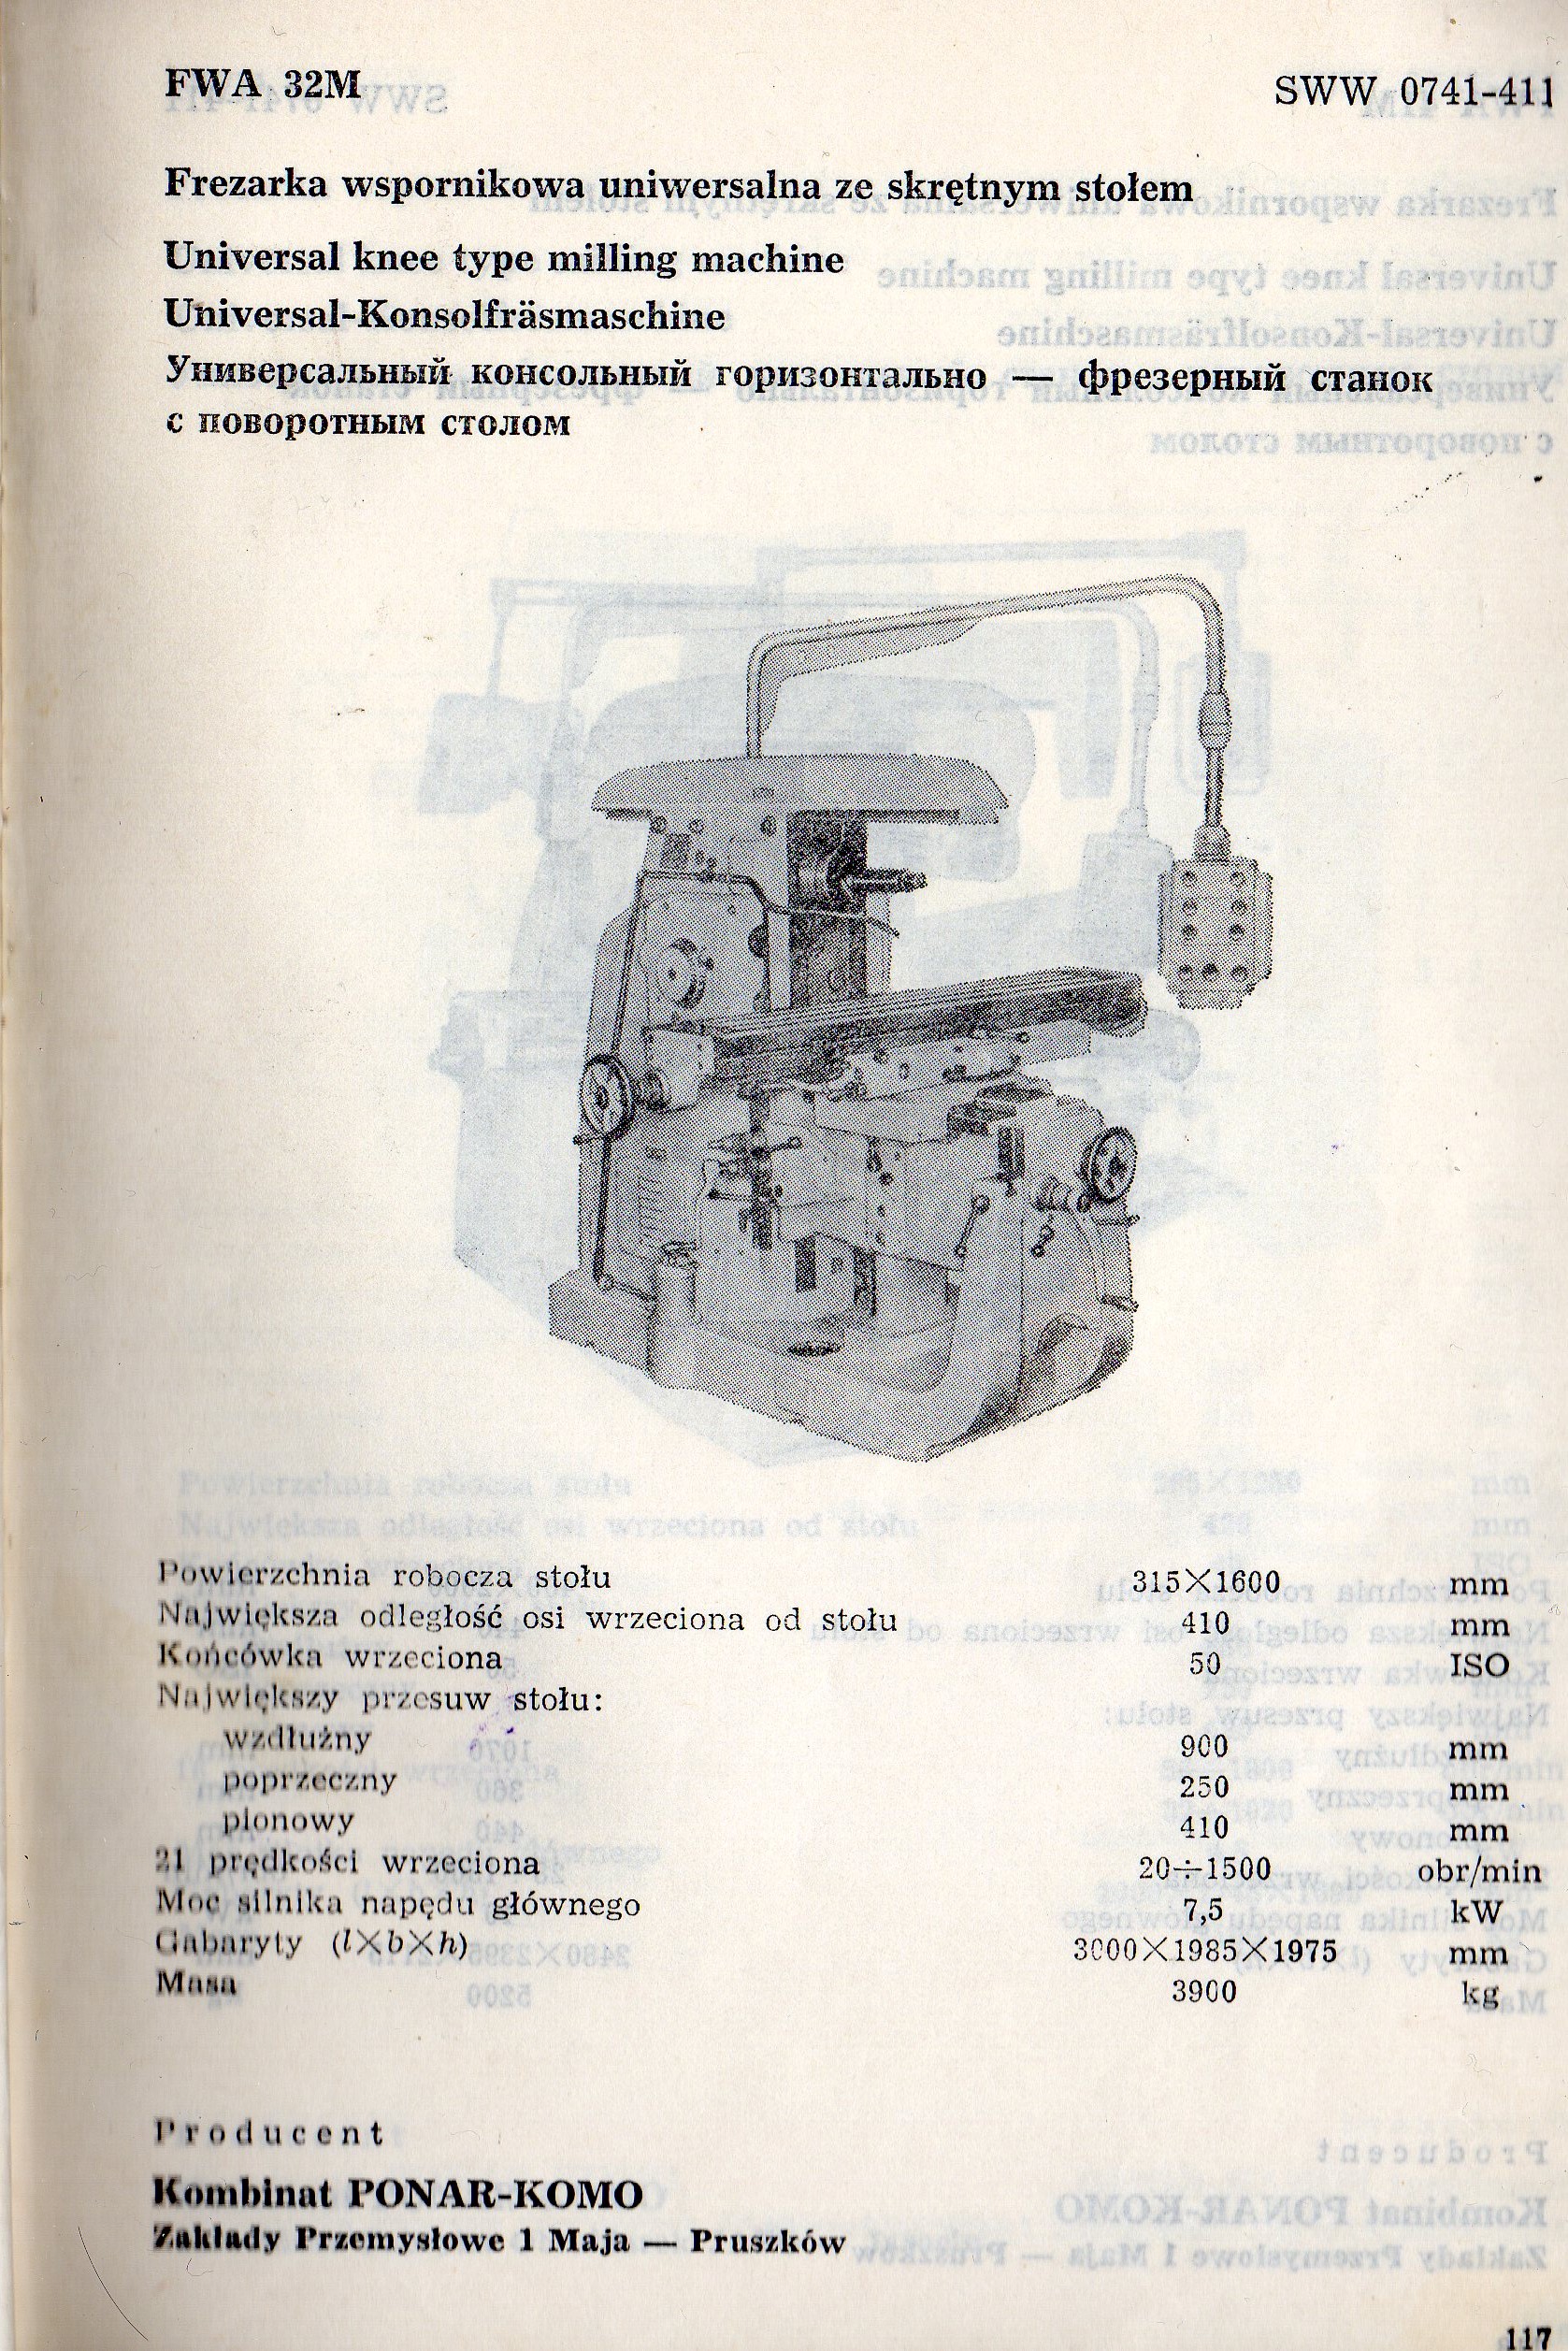 FWA 32M SWW 0741-411
Frezarka wspornikowa uniwersalna ze skrętnym stołem
Universal knee type milling machine
Universal-Konsolfräsmaschine
Универсальный консольный горизонтально — фрезерный станок
с поворотным столом
Powierzchnia robocza stołu 315×1600 mm
Największa odległość osi wrzeciona od stołu 410 mm
Końcówka wrzeciona 50 ISO
Największy przesuw stołu:
wzdłużny 900 mm
poprzeczny 250 mm
pionowy 410 mm
21 prędkości wrzeciona 20÷1500 obr/min
Moc silnika napędu głównego 7,5 kW
Gabaryty (l×b×h) 3000×1985×1975 mm
Masa 3900 kg
Producent
Kombinat PONAR-KOMO
Zakłady Przemysłowe 1 Maja — Pruszków
117